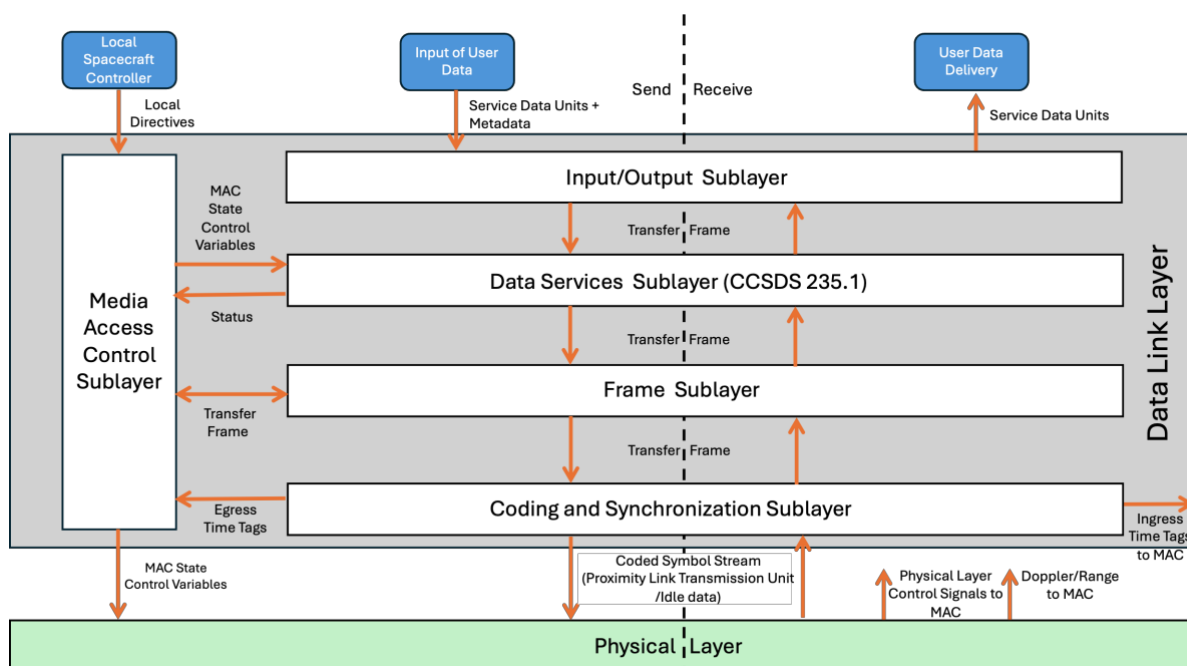 Local
Spacecraft
Controller
Input of User
Data
User Data
Delivery
Send
Receive
Local
Directives
Service Data Units +
Metadata
Service Data Units
Input/Output Sublayer
MAC
State
Control
Variables
Transfer Frame
Data Services Sublayer (CCSDS 235.1)
Status
Media
Access
Control
Sublayer
Transfer Frame
Frame Sublayer
Transfer
Frame
Transfer Frame
Coding and Synchronization Sublayer
Egress
Time Tags
Data Link Layer
Ingress
Time Tags
to MAC
MAC State
Control Variables
Coded Symbol Stream
(Proximity Link Transmission Unit
/Idle data)
Physical Layer
Control Signals to
MAC
Doppler/Range
to MAC
Physical Layer